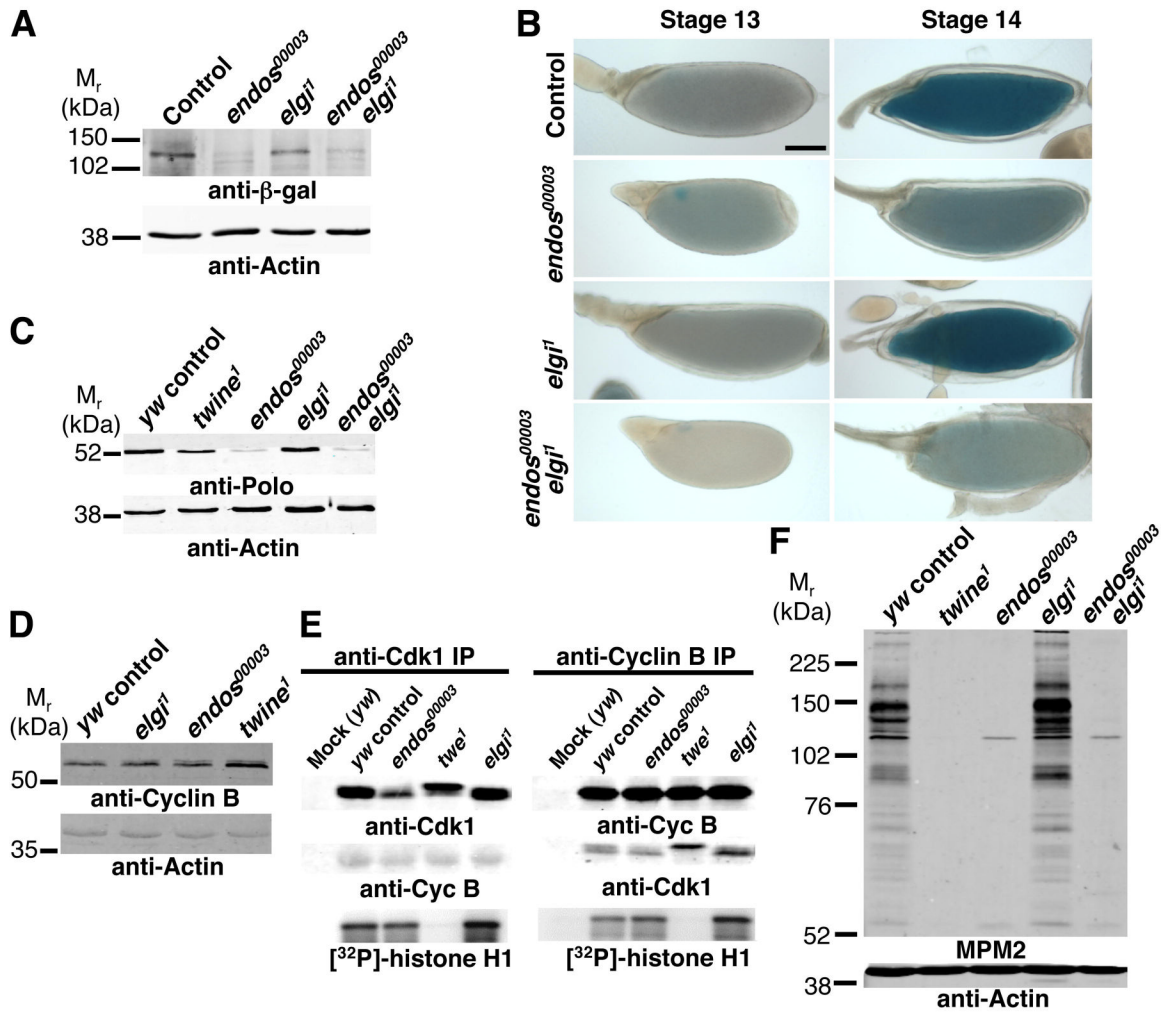 A
Mr
(kDa)
Control
endos00003
elgi1
endos00003
elgi1
150
102
anti-β-gal
38
anti-Actin
B
Stage 13
Stage 14
Control
endos00003
elgi1
endos00003
elgi1
C
Mr
(kDa)
yw control
twine1
endos00003
elgi1
endos00003
elgi1
52
anti-Polo
38
anti-Actin
D
Mr
(kDa)
yw control
elgi1
endos00003
twine1
50
anti-Cyclin B
35
anti-Actin
E
anti-Cdk1 IP
anti-Cyclin B IP
Mock (yw)
yw control
endos00003
twe1
elgi1
Mock (yw)
yw control
endos00003
twe1
elgi1
anti-Cdk1
anti-Cyc B
anti-Cyc B
anti-Cdk1
[32P]-histone H1
[32P]-histone H1
F
Mr
(kDa)
yw control
twine1
endos00003
elgi1
endos00003
elgi1
225
150
102
76
52
MPM2
38
anti-Actin